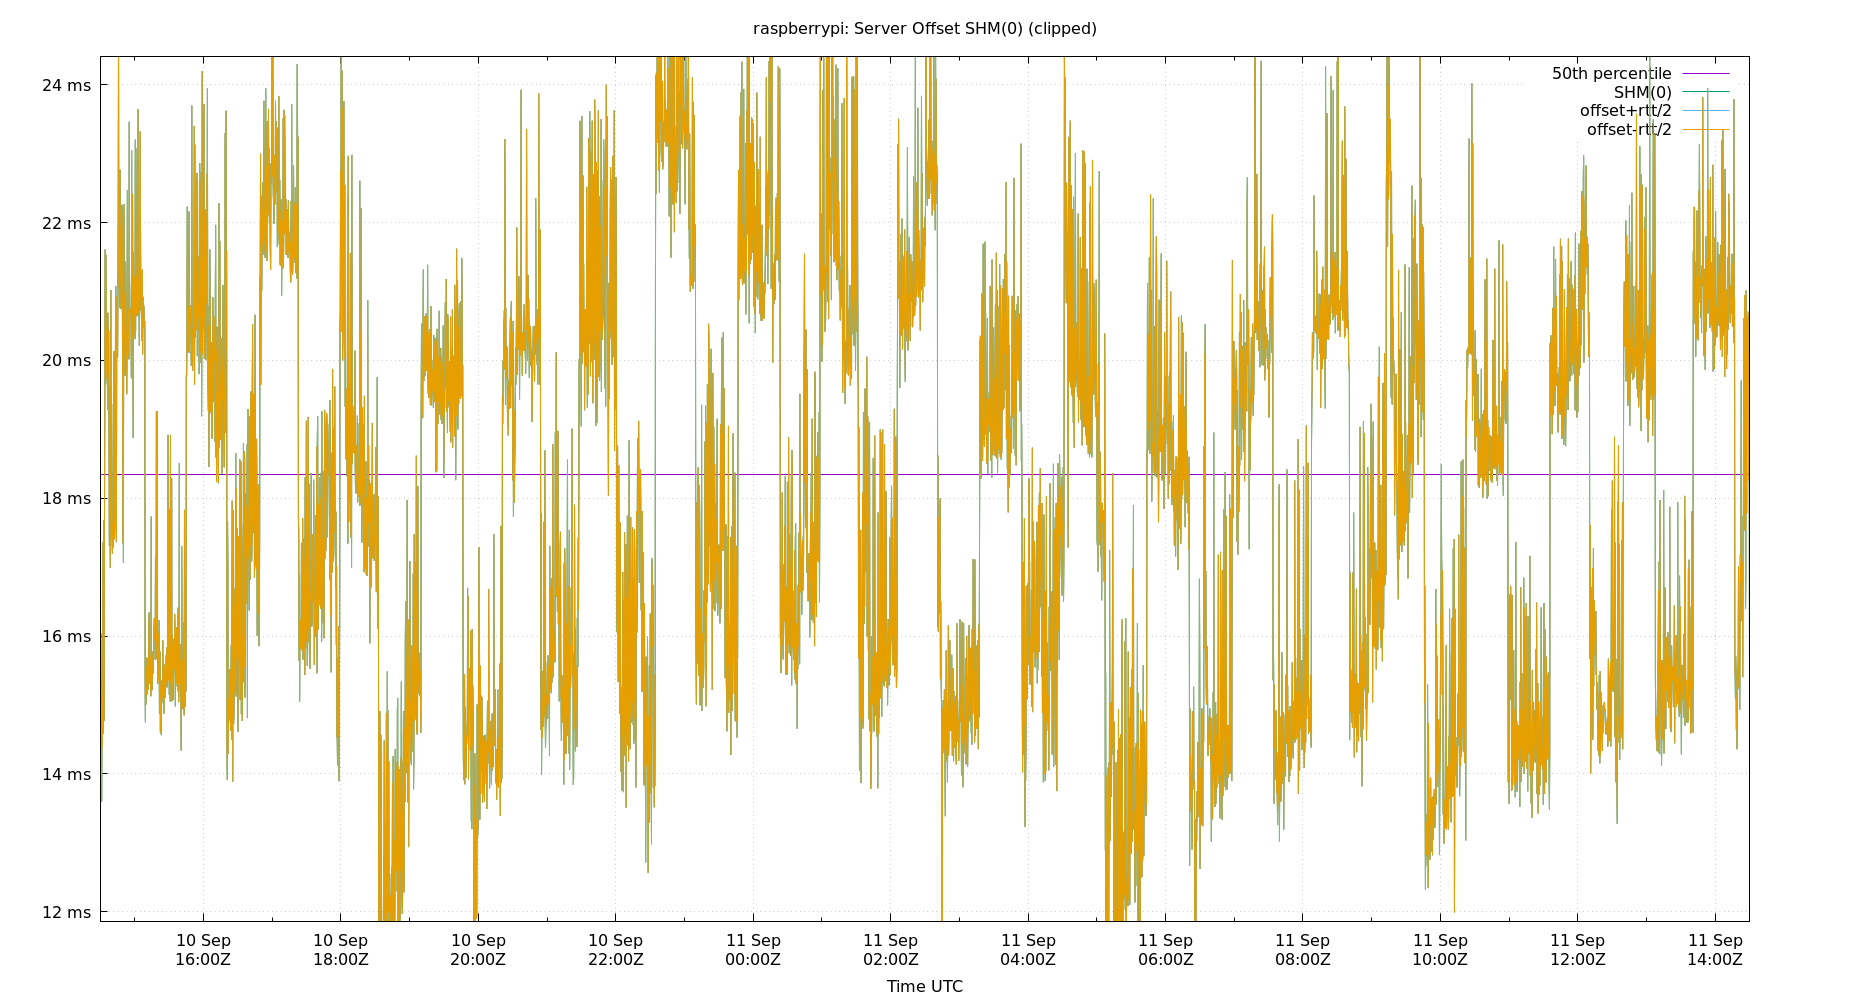 raspberrypi: Server Offset SHM(0) (clipped)
24 ms
22 ms
20 ms
18 ms
16 ms
14 ms
12 ms
50th percentile
SHM(0)
offset+rtt/2
offset-rtt/2
10 Sep 10 Sep 10 Sep 10 Sep 11 Sep 11 Sep 11 Sep 11 Sep 11 Sep 11 Sep 11 Sep 11 Sep
16:00Z 18:00Z 20:00Z 22:00Z 00:00Z 02:00Z 04:00Z 06:00Z 08:00Z 10:00Z 12:00Z 14:00Z
Time UTC